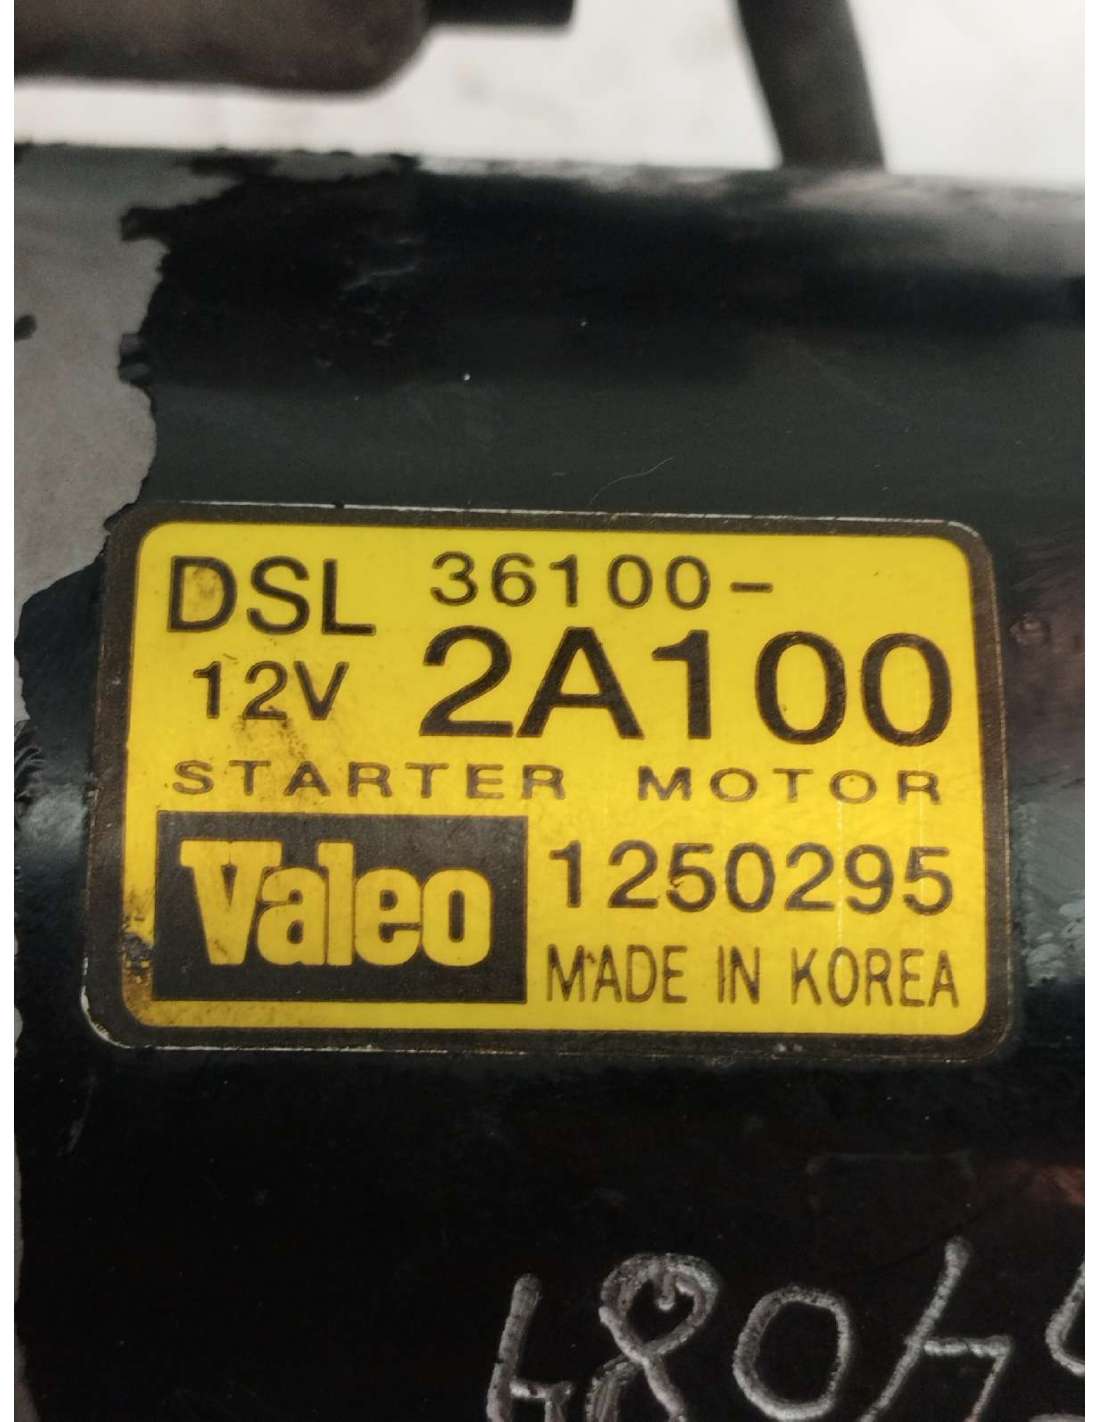 DSL 36100-
12V 2A100
STARTER MOTOR
Valeo 1250295
MADE IN KOREA